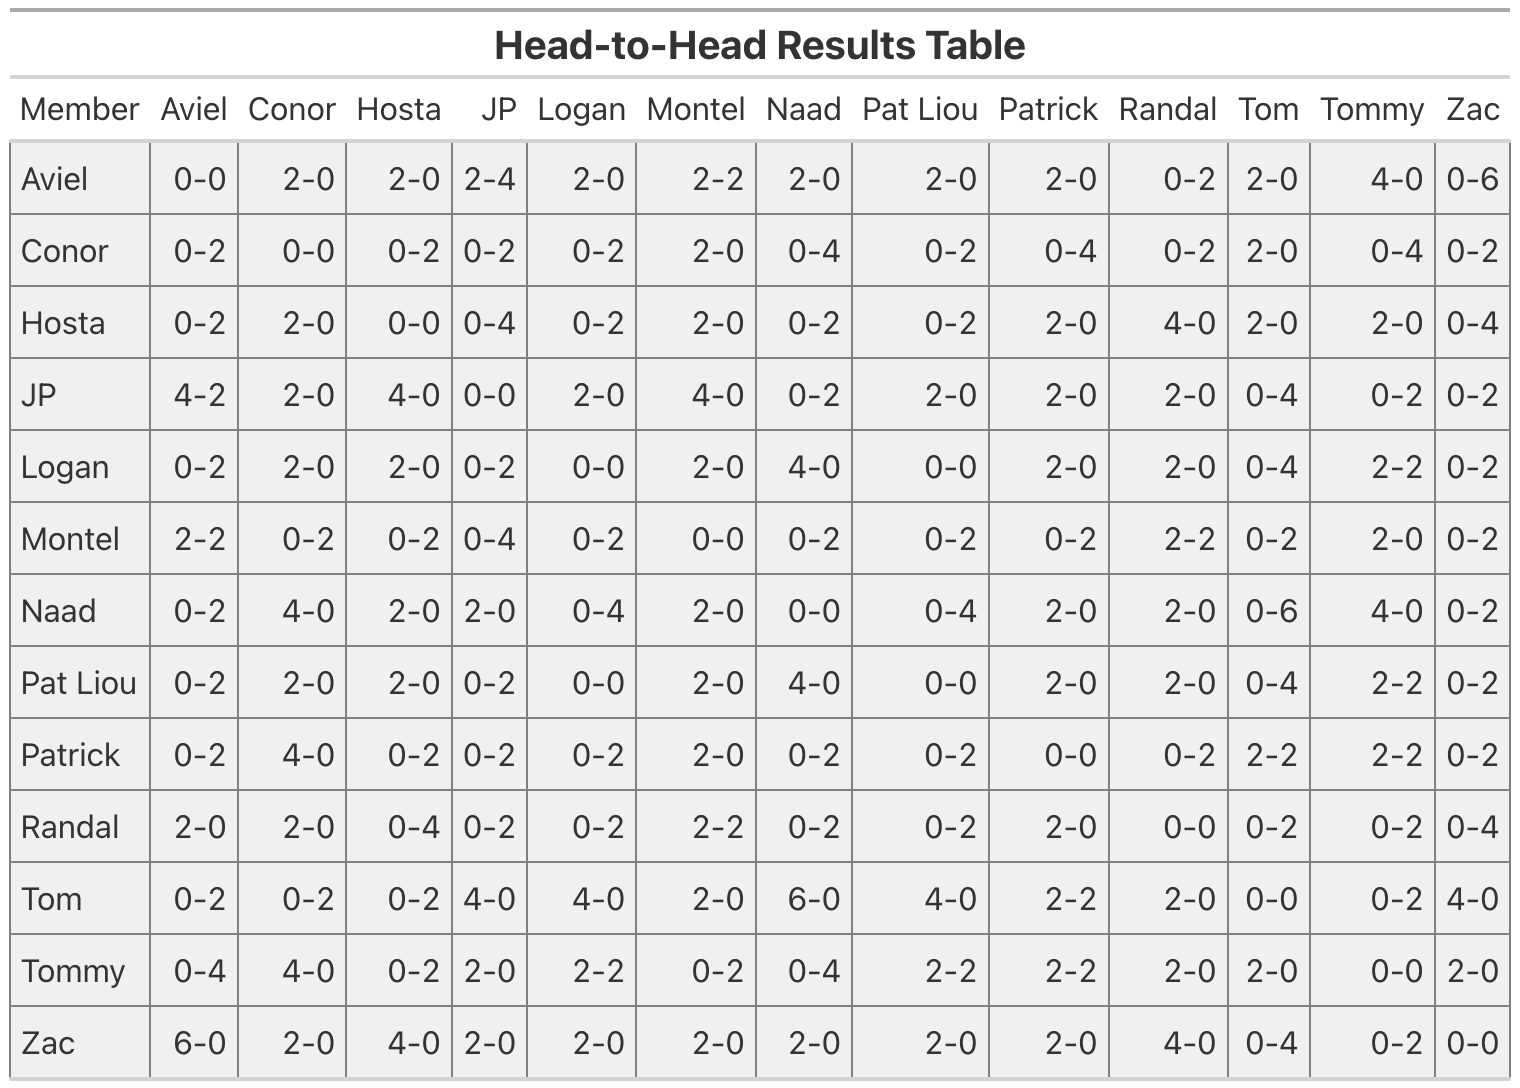 Head-to-Head Results Table
Member Aviel Conor Hosta JP Logan Montel Naad Pat Liou Patrick Randal Tom Tommy Zac
Aviel 0-0 2-0 2-0 2-4 2-0 2-2 2-0 2-0 2-0 0-2 2-0 4-0 0-6
Conor 0-2 0-0 0-2 0-2 0-2 2-0 0-4 0-2 0-4 0-2 2-0 0-4 0-2
Hosta 0-2 2-0 0-0 0-4 0-2 2-0 0-2 0-2 2-0 4-0 2-0 2-0 0-4
JP 4-2 2-0 4-0 0-0 2-0 4-0 0-2 2-0 2-0 2-0 0-4 0-2 0-2
Logan 0-2 2-0 2-0 0-2 0-0 2-0 4-0 0-0 2-0 2-0 0-4 2-2 0-2
Montel 2-2 0-2 0-2 0-4 0-2 0-0 0-2 0-2 0-2 2-2 0-2 2-0 0-2
Naad 0-2 4-0 2-0 2-0 0-4 2-0 0-0 0-4 2-0 2-0 0-6 4-0 0-2
Pat Liou 0-2 2-0 2-0 0-2 0-0 2-0 4-0 0-0 2-0 2-0 0-4 2-2 0-2
Patrick 0-2 4-0 0-2 0-2 0-2 2-0 0-2 0-2 0-0 0-2 2-2 2-2 0-2
Randal 2-0 2-0 0-4 0-2 0-2 2-2 0-2 0-2 2-0 0-0 0-2 0-2 0-4
Tom 0-2 0-2 0-2 4-0 4-0 2-0 6-0 4-0 2-2 2-0 0-0 0-2 4-0
Tommy 0-4 4-0 0-2 2-0 2-2 0-2 0-4 2-2 2-2 2-0 2-0 0-0 2-0
Zac 6-0 2-0 4-0 2-0 2-0 2-0 2-0 2-0 2-0 4-0 0-4 0-2 0-0